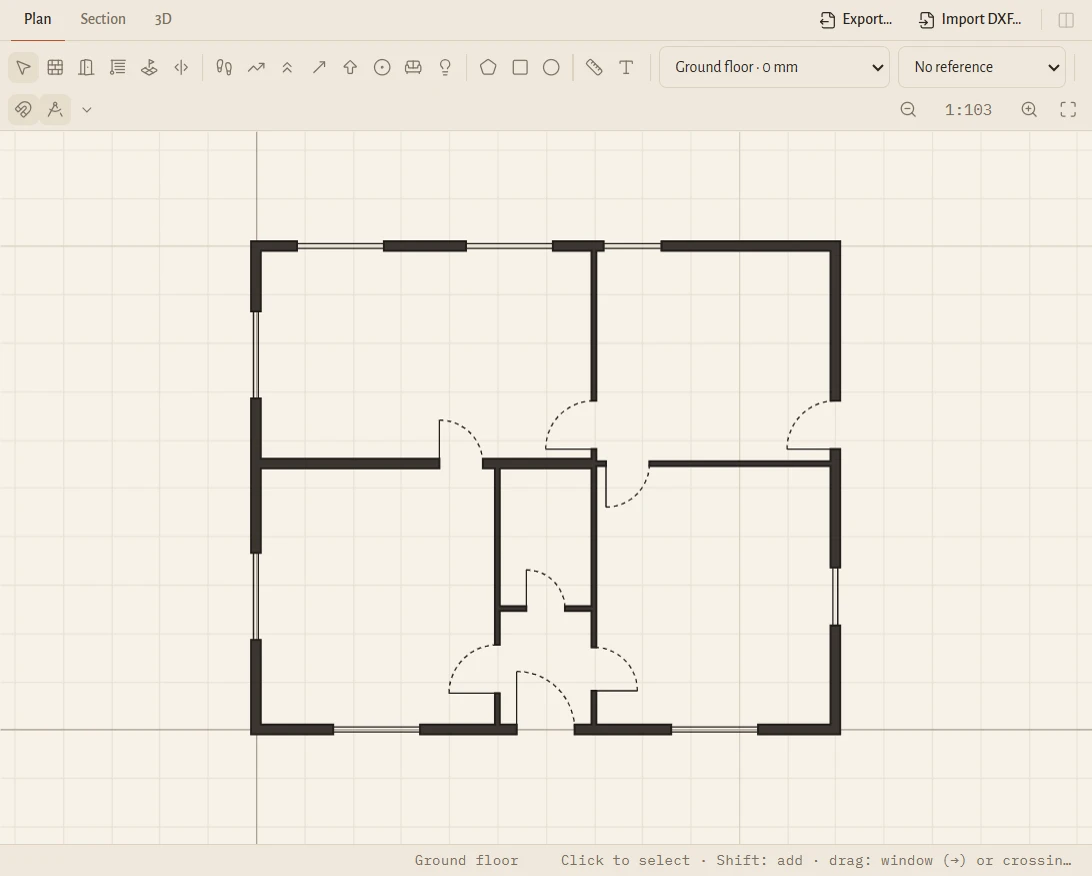 Plan Section 3D Export... Import DXF...
Ground floor · 0 mm No reference
1:103
Ground floor Click to select · Shift: add · drag: window (→) or crossin…